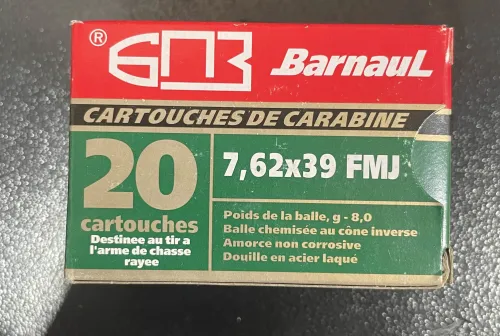 ® БПЗ Barnaul
CARTOUCHES DE CARABINE
20
cartouches
Destinee au tir a
l'arme de chasse
rayee
7,62x39 FMJ
Poids de la balle, g - 8,0
Balle chemisée au cône inverse
Amorce non corrosive
Douille en acier laqué